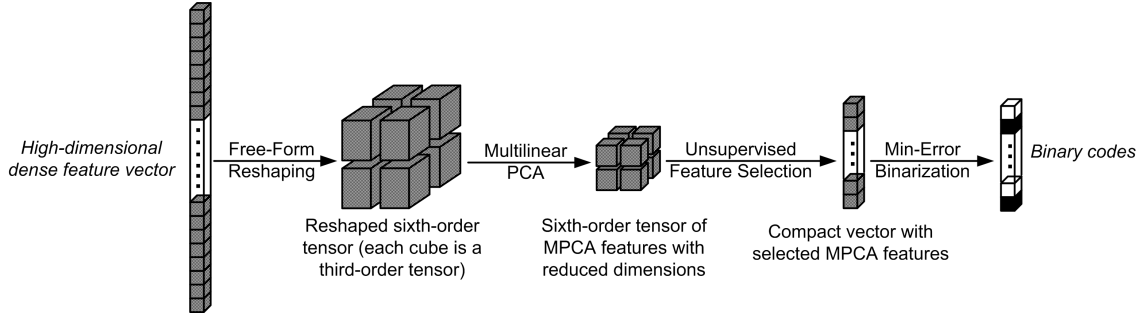 High-dimensional
dense feature vector
Free-Form
Reshaping
Reshaped sixth-order
tensor (each cube is a
third-order tensor)
Multilinear
PCA
Sixth-order tensor of
MPCA features with
reduced dimensions
Unsupervised
Feature Selection
Compact vector with
selected MPCA features
Min-Error
Binarization
Binary codes